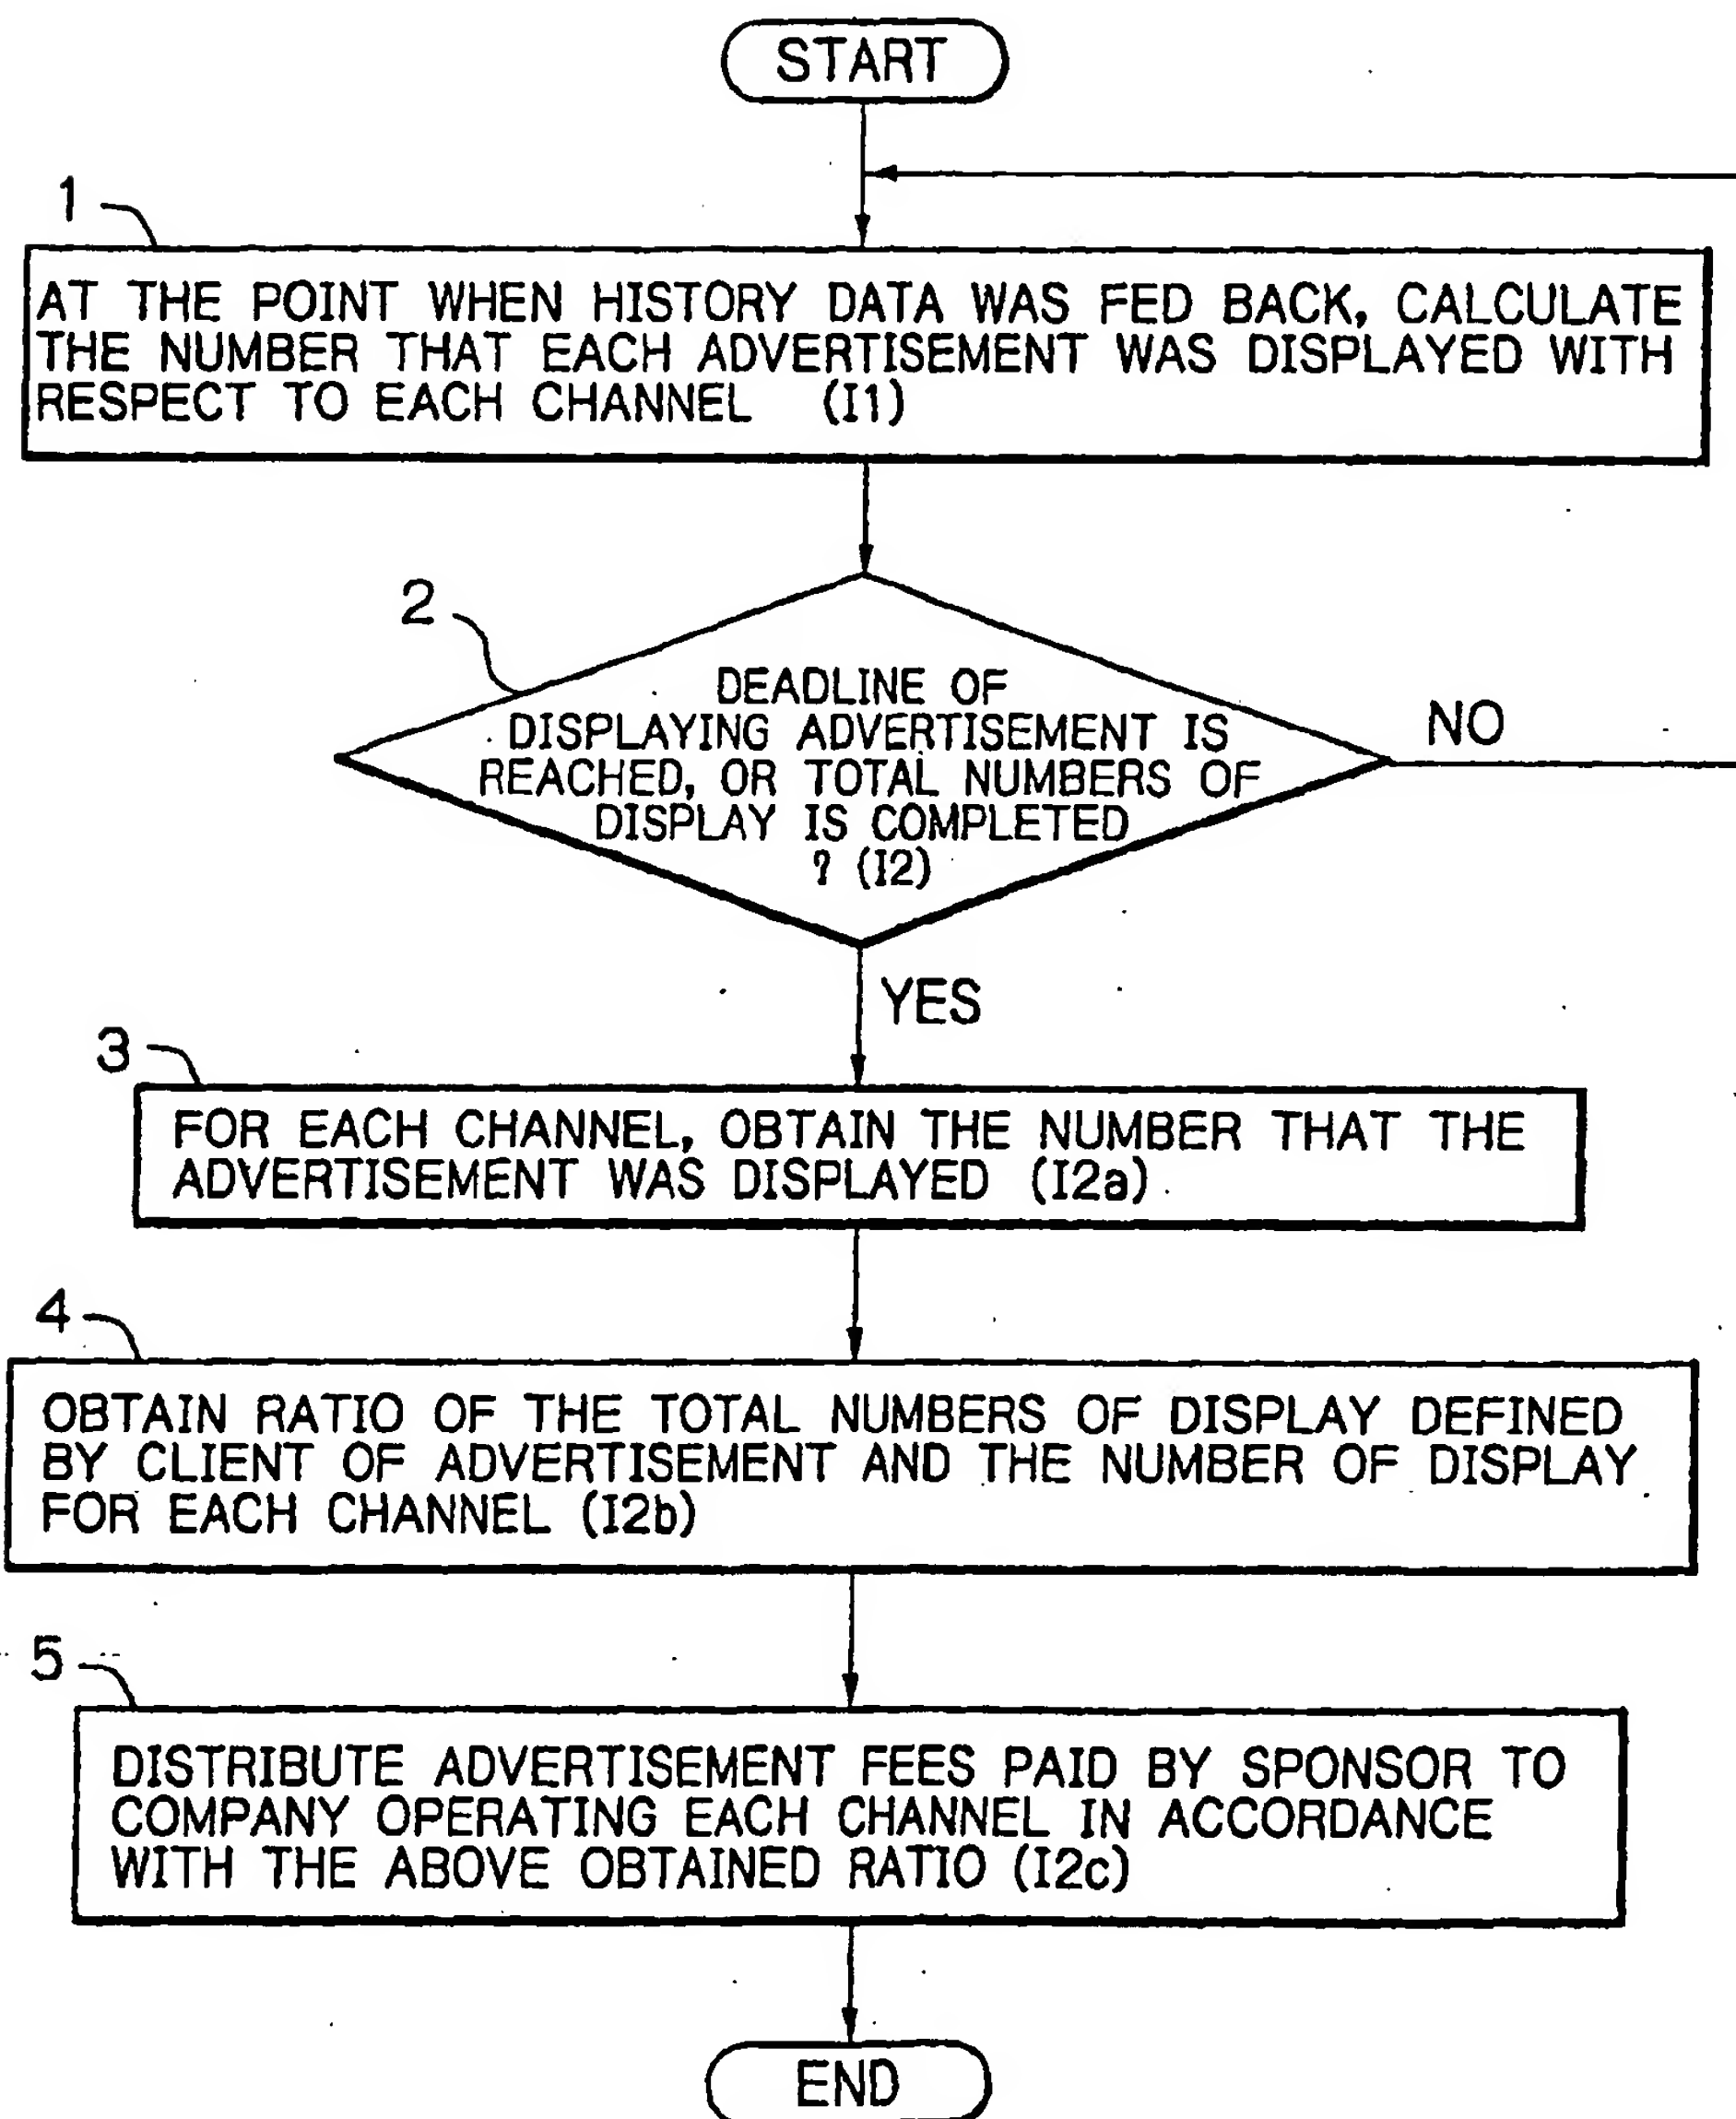 START
1
AT THE POINT WHEN HISTORY DATA WAS FED BACK, CALCULATE
THE NUMBER THAT EACH ADVERTISEMENT WAS DISPLAYED WITH
RESPECT TO EACH CHANNEL (I1)
2
DEADLINE OF
DISPLAYING ADVERTISEMENT IS
REACHED, OR TOTAL NUMBERS OF
DISPLAY IS COMPLETED
? (I2)
NO
YES
3
FOR EACH CHANNEL, OBTAIN THE NUMBER THAT THE
ADVERTISEMENT WAS DISPLAYED (I2a)
4
OBTAIN RATIO OF THE TOTAL NUMBERS OF DISPLAY DEFINED
BY CLIENT OF ADVERTISEMENT AND THE NUMBER OF DISPLAY
FOR EACH CHANNEL (I2b)
5
DISTRIBUTE ADVERTISEMENT FEES PAID BY SPONSOR TO
COMPANY OPERATING EACH CHANNEL IN ACCORDANCE
WITH THE ABOVE OBTAINED RATIO (I2c)
END